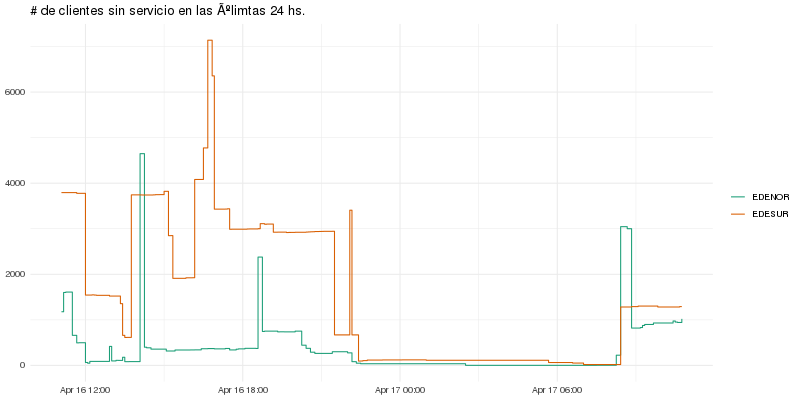 # de clientes sin servicio en las Ãºlimtas 24 hs.
6000
4000
2000
0
Apr 16 12:00
Apr 16 18:00
Apr 17 00:00
Apr 17 06:00
EDENOR
EDESUR